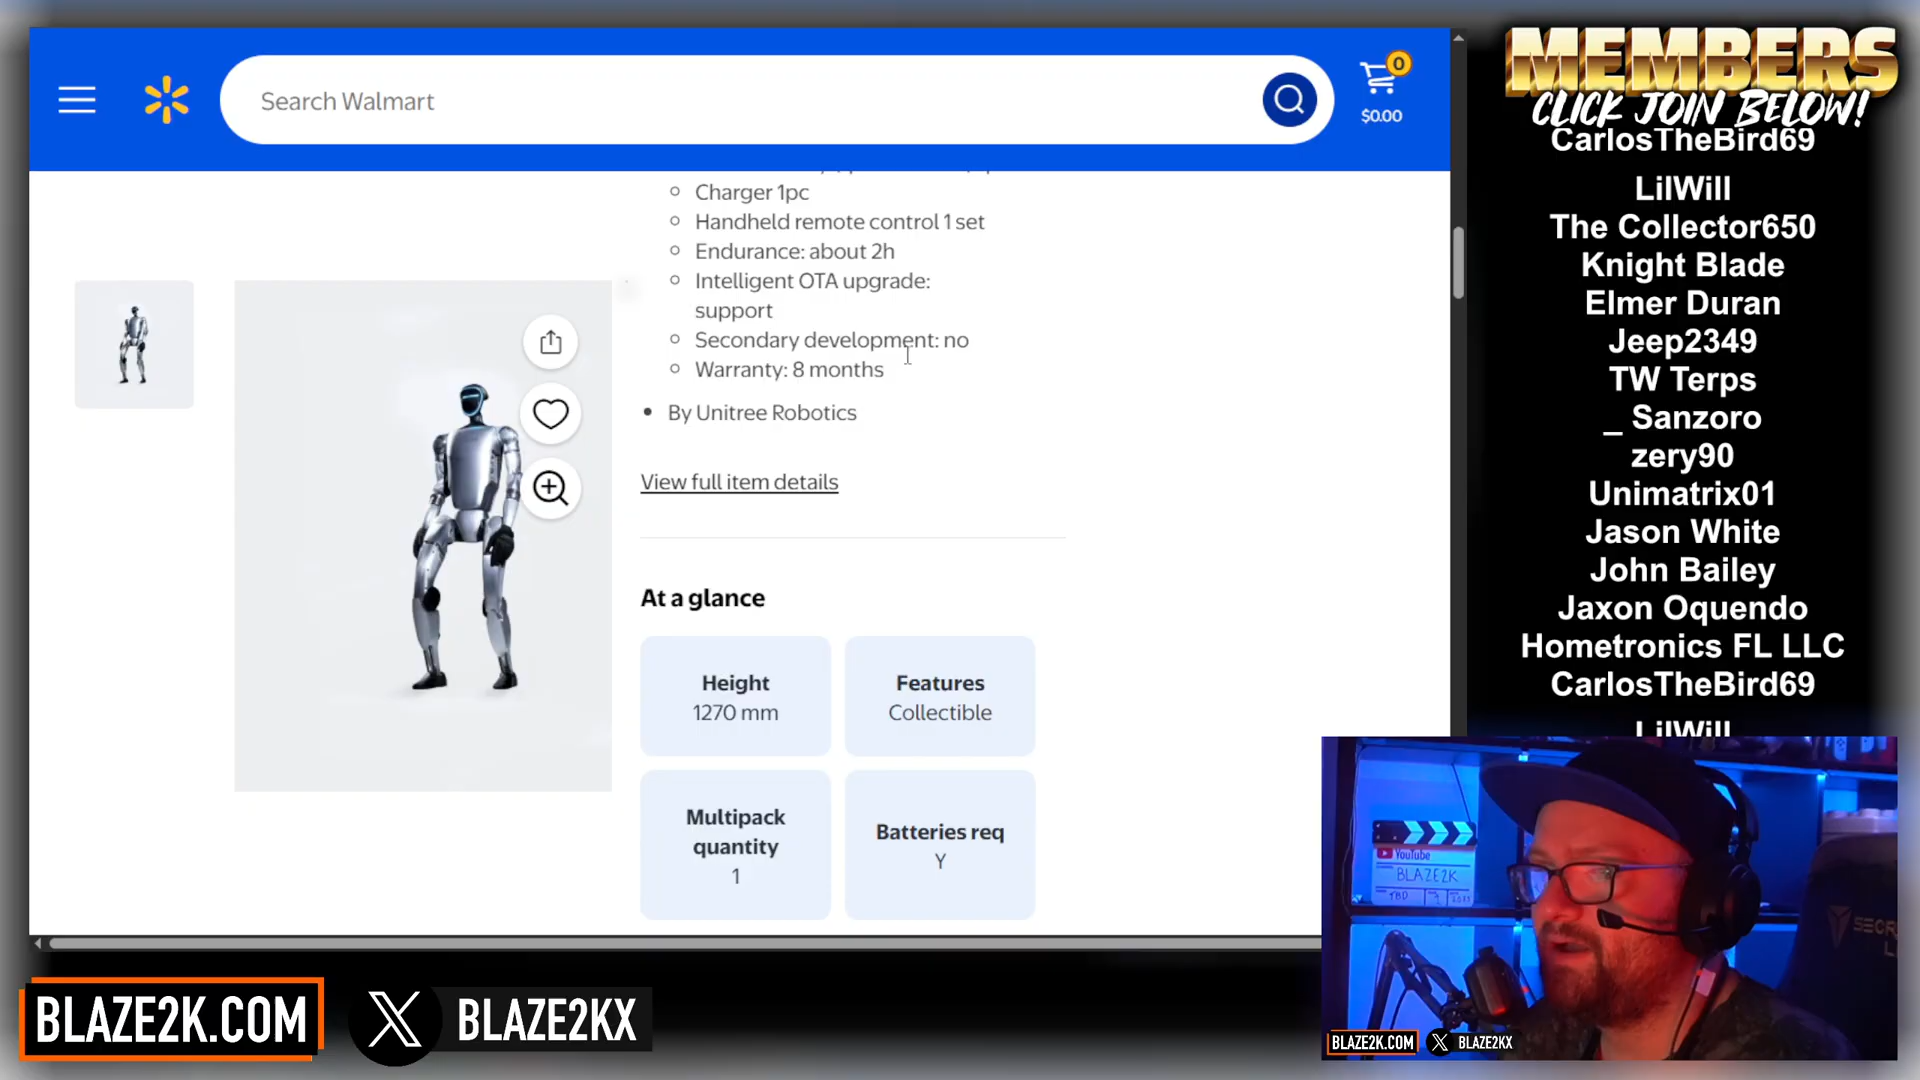 Search Walmart
0
$0.00
Charger 1pc
Handheld remote control 1 set
Endurance: about 2h
Intelligent OTA upgrade:
support
Secondary development: no
Warranty: 8 months
By Unitree Robotics
View full item details
At a glance
Height
1270 mm
Features
Collectible
Multipack
quantity
1
Batteries req
Y
MEMBERS
CLICK JOIN BELOW!
CarlosTheBird69
LilWill
The Collector650
Knight Blade
Elmer Duran
Jeep2349
TW Terps
_ Sanzoro
zery90
Unimatrix01
Jason White
John Bailey
Jaxon Oquendo
Hometronics FL LLC
CarlosTheBird69
LilWill
YouTube
BLAZE2K
TBD
BLAZE2K.COM
X BLAZE2KX
BLAZE2K.COM
X BLAZE2KX